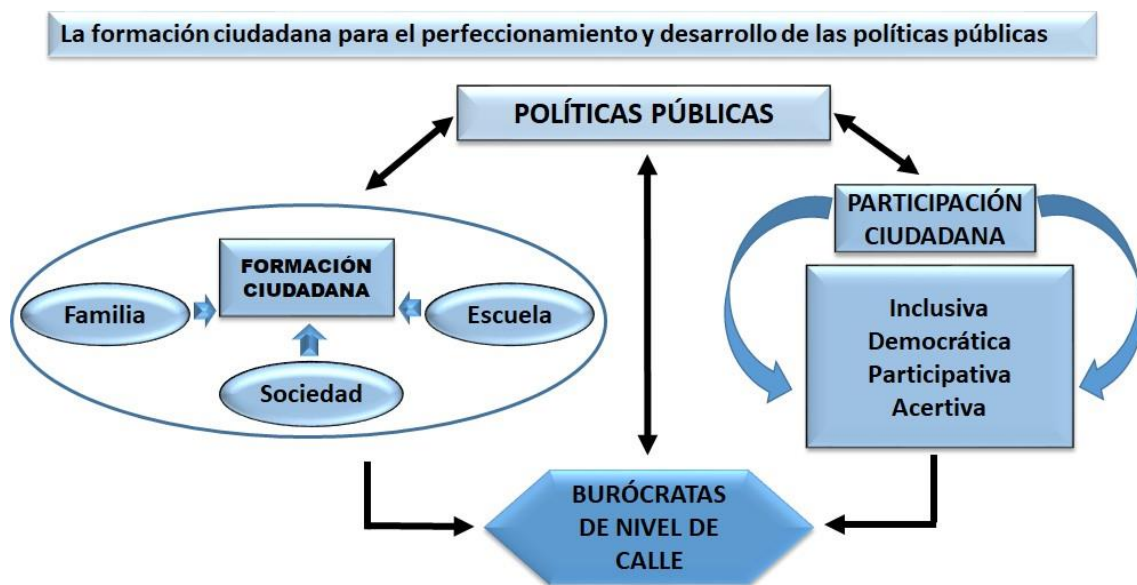 La formación ciudadana para el perfeccionamiento y desarrollo de las políticas públicas
POLÍTICAS PÚBLICAS
FORMACIÓN
CIUDADANA
Familia
Escuela
Sociedad
PARTICIPACIÓN
CIUDADANA
Inclusiva
Democrática
Participativa
Acertiva
BURÓCRATAS
DE NIVEL DE
CALLE